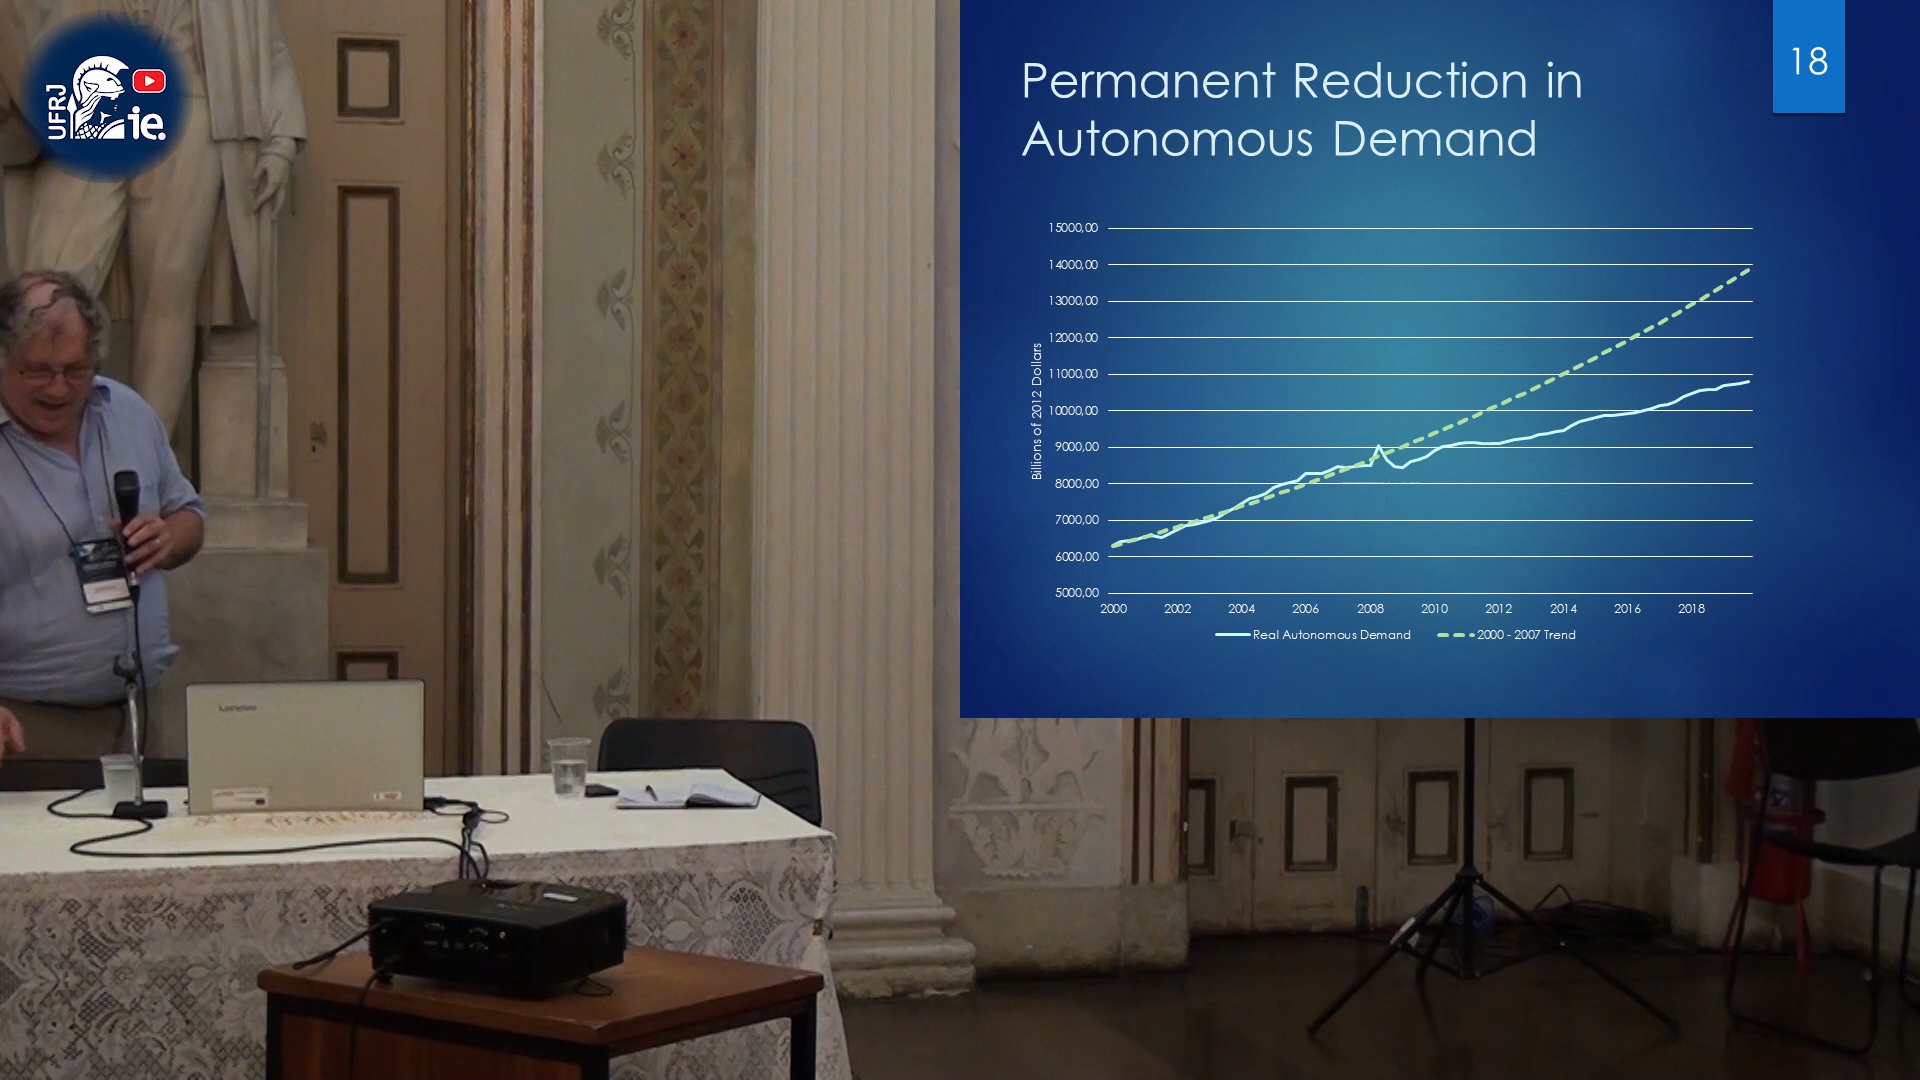 UFRJ
ie.
18
Permanent Reduction in
Autonomous Demand
15000,00
14000,00
13000,00
12000,00
11000,00
10000,00
9000,00
8000,00
7000,00
6000,00
5000,00
Billions of 2012 Dollars
2000 2002 2004 2006 2008 2010 2012 2014 2016 2018
Real Autonomous Demand 2000 - 2007 Trend
Lenovo